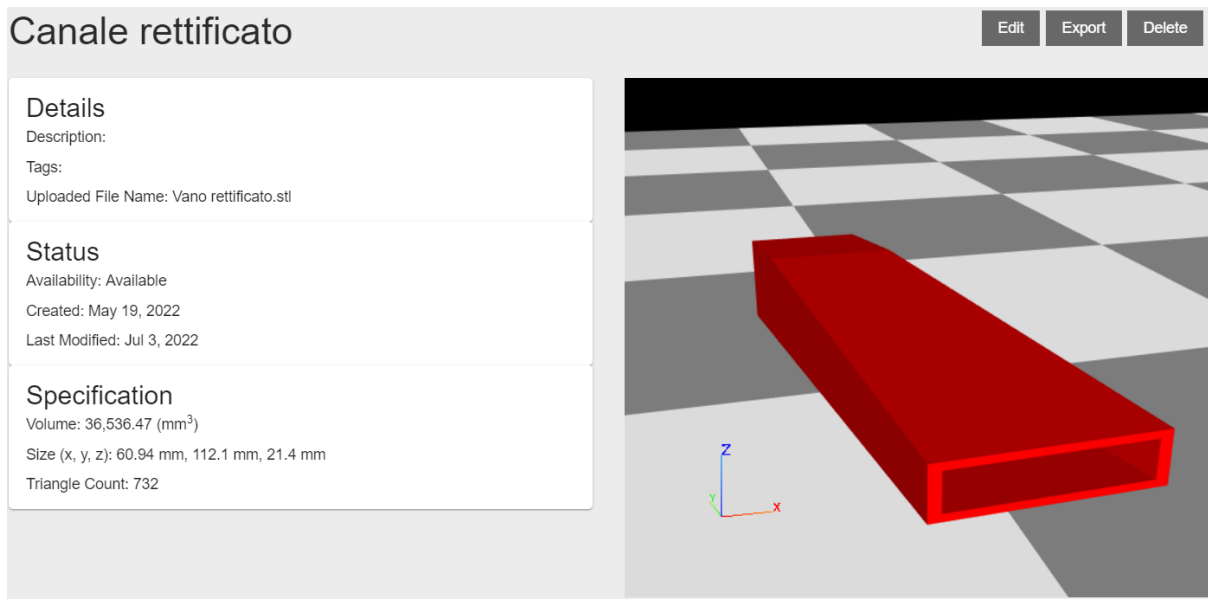 Canale rettificato
Edit
Export
Delete
Details
Description:
Tags:
Uploaded File Name: Vano rettificato.stl
Status
Availability: Available
Created: May 19, 2022
Last Modified: Jul 3, 2022
Specification
Volume: 36,536.47 (mm³)
Size (x, y, z): 60.94 mm, 112.1 mm, 21.4 mm
Triangle Count: 732
Z
y
x